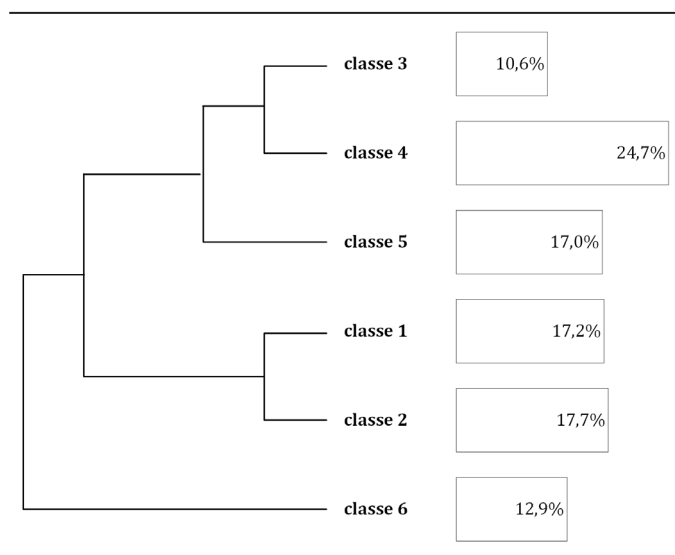 classe 3 10,6%
classe 4 24,7%
classe 5 17,0%
classe 1 17,2%
classe 2 17,7%
classe 6 12,9%